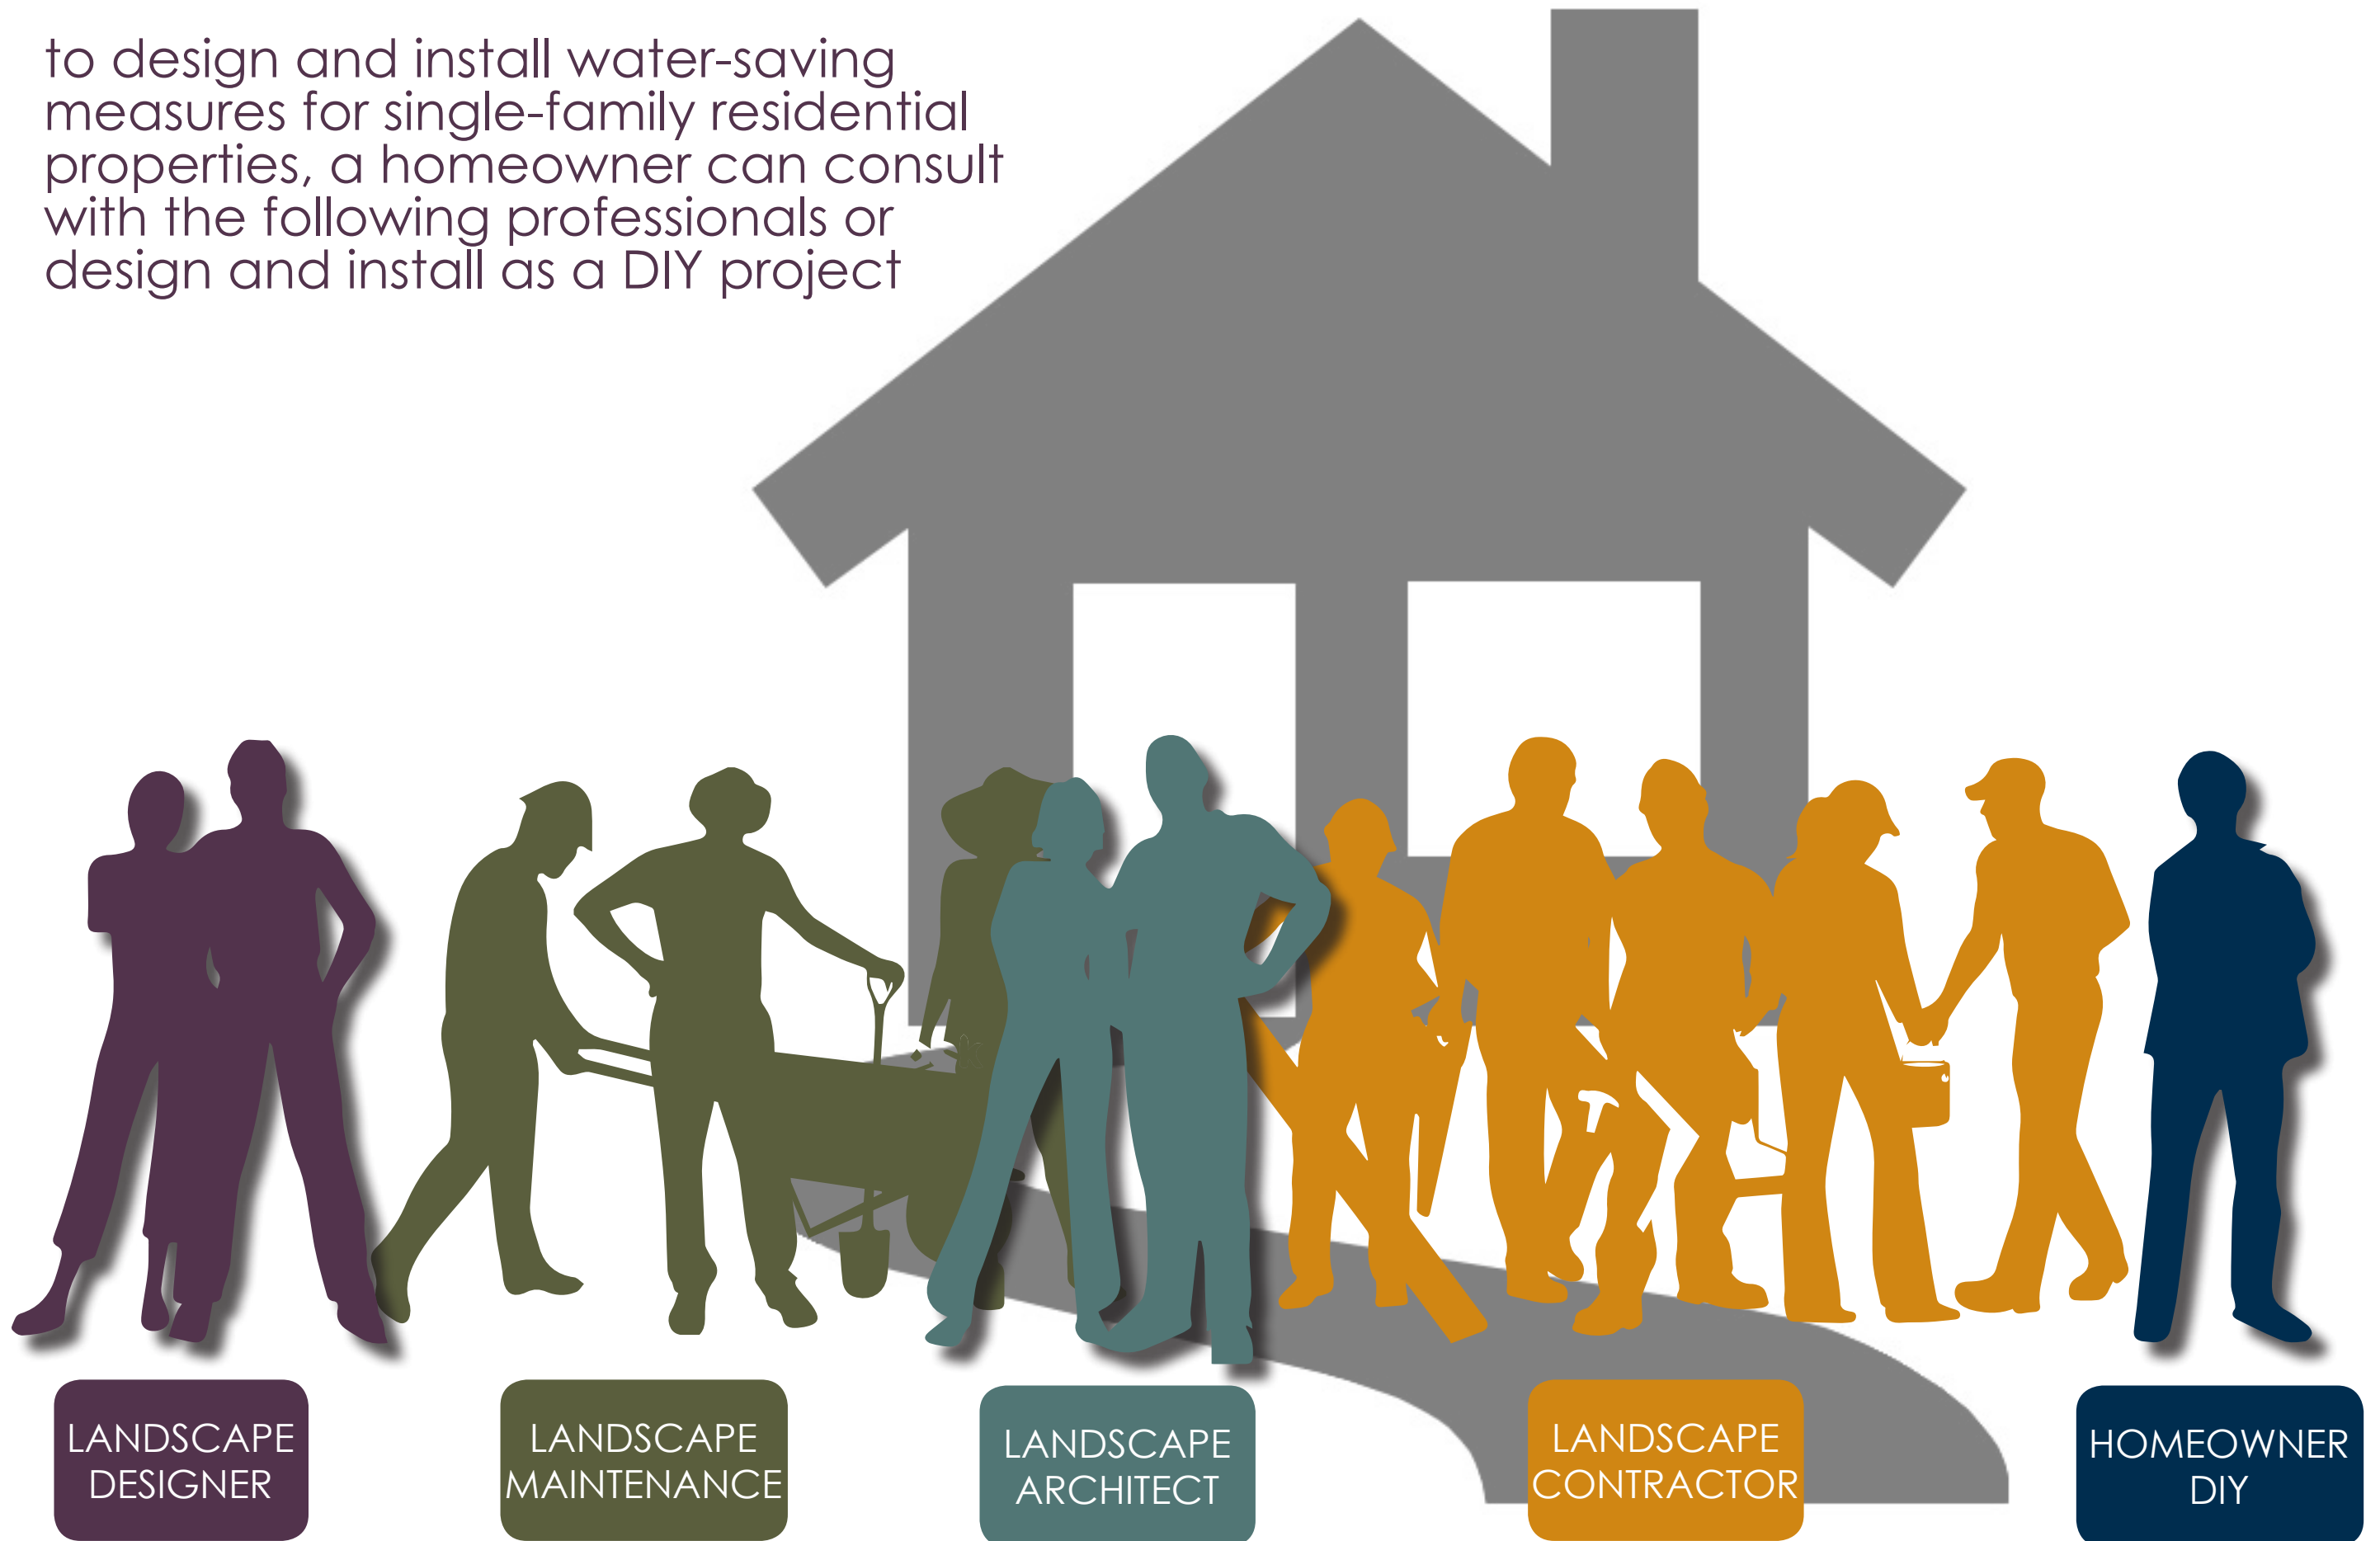 to design and install water-saving
measures for single-family residential
properties, a homeowner can consult
with the following professionals or
design and install as a DIY project
LANDSCAPE
DESIGNER
LANDSCAPE
MAINTENANCE
LANDSCAPE
ARCHITECT
LANDSCAPE
CONTRACTOR
HOMEOWNER
DIY